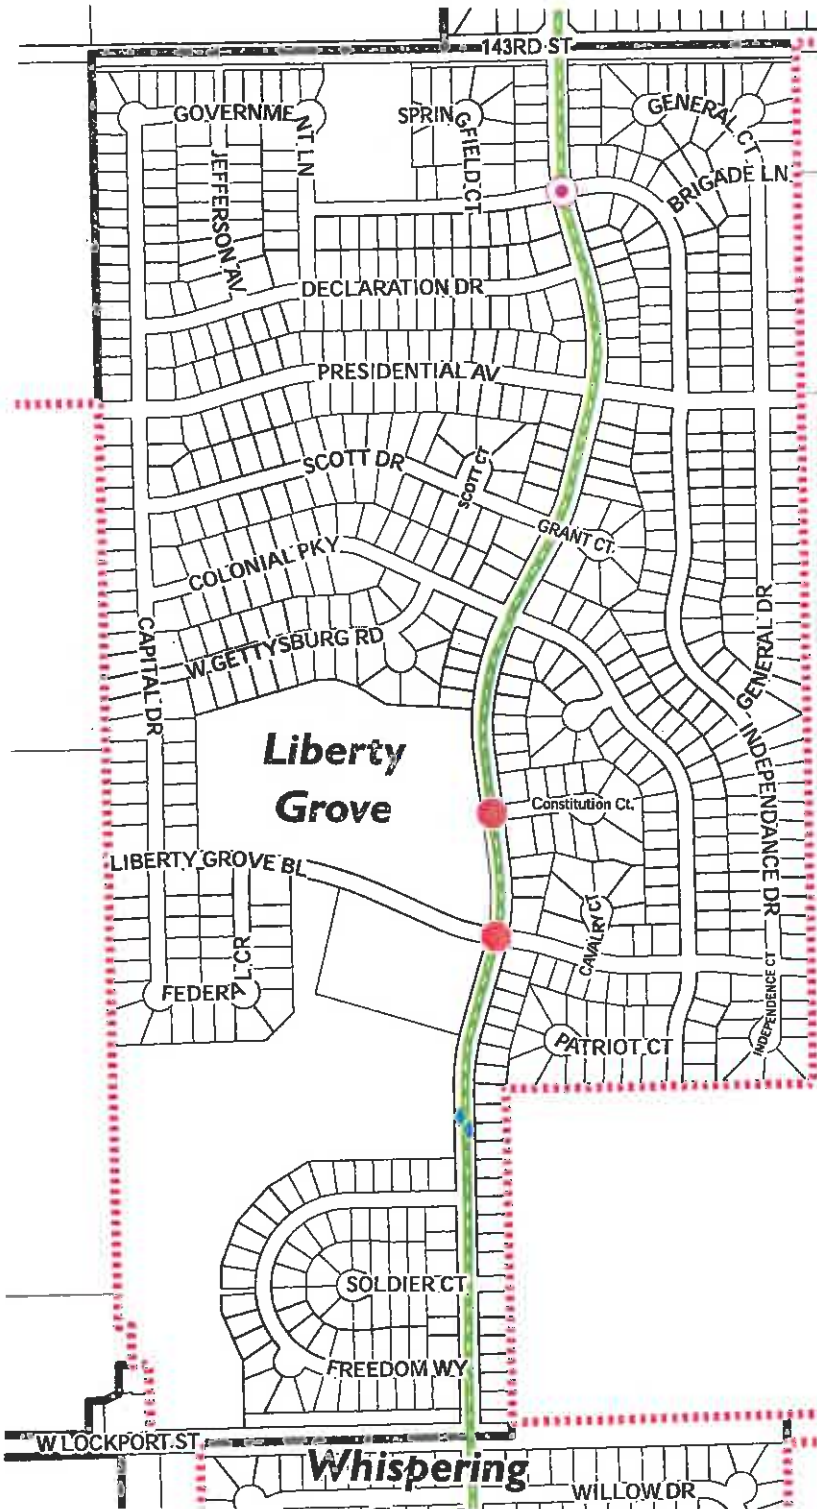 143RD ST
GOVERNMENT LN
SPRINGFIELD CT
GENERAL CT
JEFFERSON AV
BRIGADE LN
DECLARATION DR
PRESIDENTIAL AV
SCOTT DR
SCOTT CT
GRANT CT.
COLONIAL PKY
CAPITAL DR
W GETTYSBURG RD
GENERAL DR
INDEPENDANCE DR
Liberty
Grove
Constitution Ct.
LIBERTY GROVE BL
CAVALRY CT
FEDERAL CR
INDEPENDENCE CT
PATRIOT CT
SOLDIER CT
FREEDOM WY
W LOCKPORT ST
Whispering
WILLOW DR